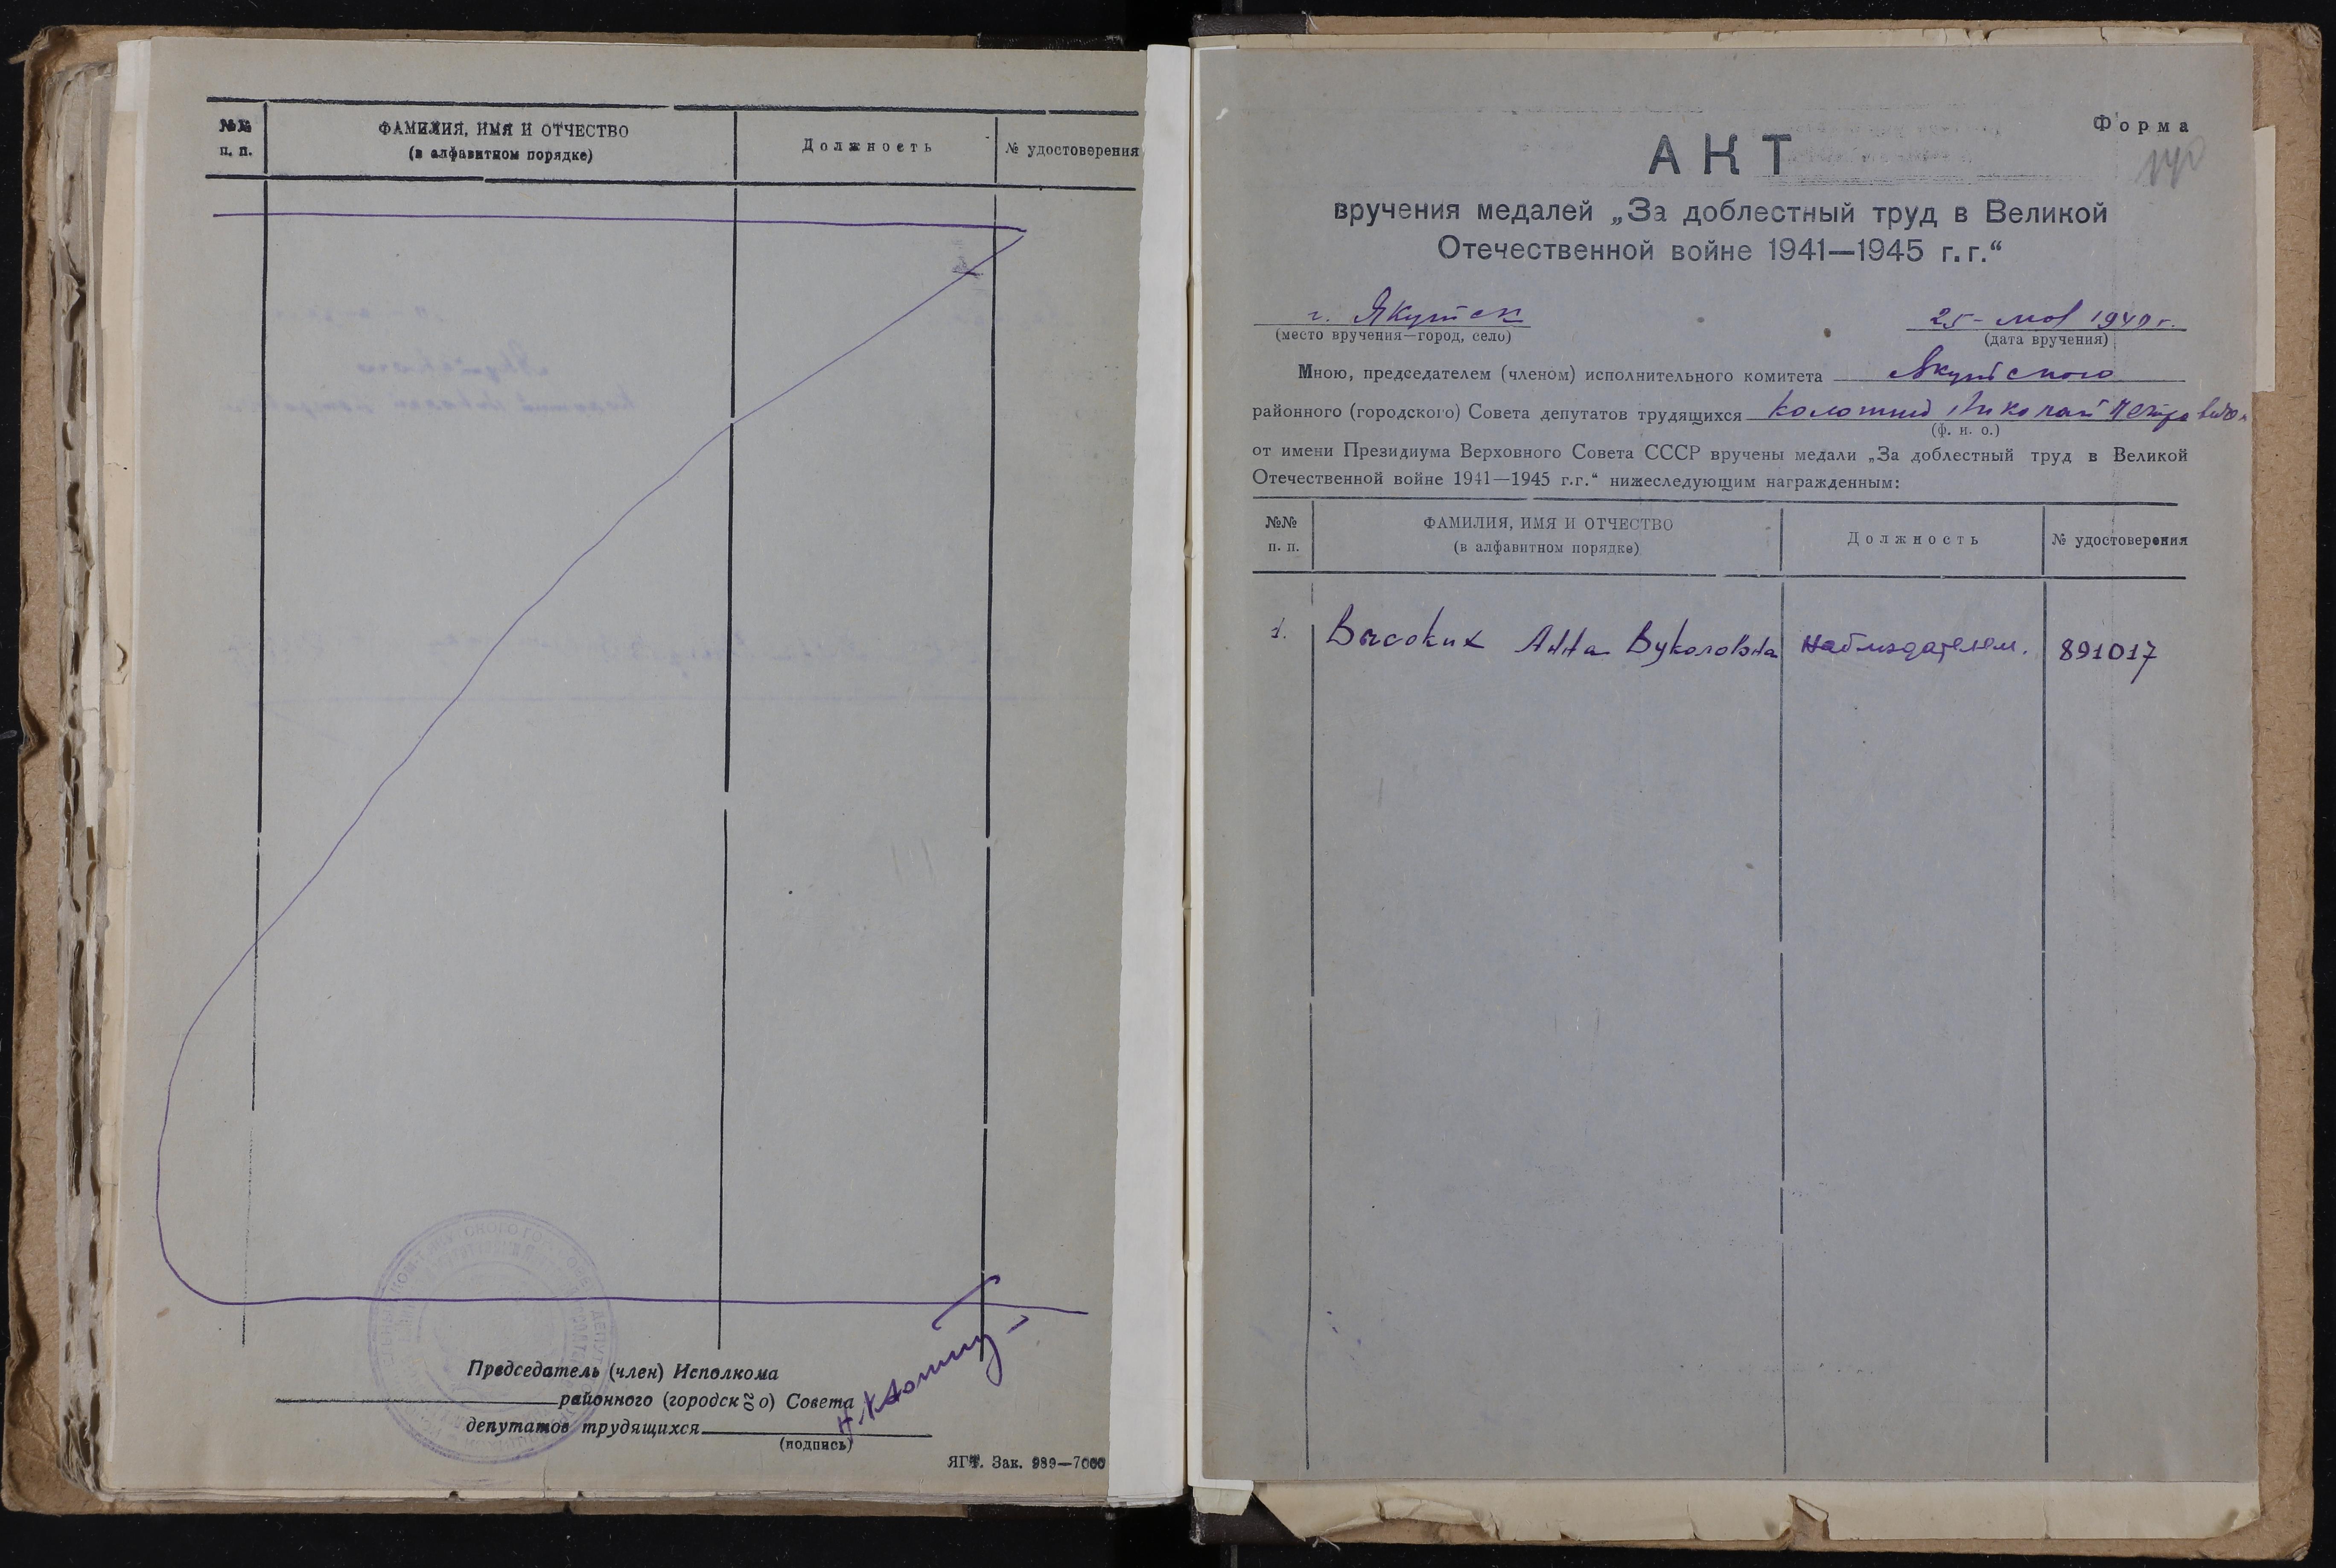 №№
п. п.
ФАМИЛИЯ, ИМЯ И ОТЧЕСТВО
(в алфавитном порядке)
Должность
№ удостоверения
Председатель (член) Исполкома
районного (городского) Совета
депутатов трудящихся
(подпись)
ЯГТ. Зак. 989—7000
Форма
140
АКТ
вручения медалей „За доблестный труд в Великой
Отечественной войне 1941—1945 г.г.“
г. Якутск
25 - 1949 г.
(место вручения—город, село)
(дата вручения)
Мною, председателем (членом) исполнительного комитета Якутского
районного (городского) Совета депутатов трудящихся Николай Петрович
(ф. и. о.)
от имени Президиума Верховного Совета СССР вручены медали „За доблестный труд в Великой
Отечественной войне 1941—1945 г.г.“ нижеследующим награжденным:
№№
п. п.
ФАМИЛИЯ, ИМЯ И ОТЧЕСТВО
(в алфавитном порядке)
Должность
№ удостоверения
1. Высоких Анна Вуколовна наблюдателем. 891017